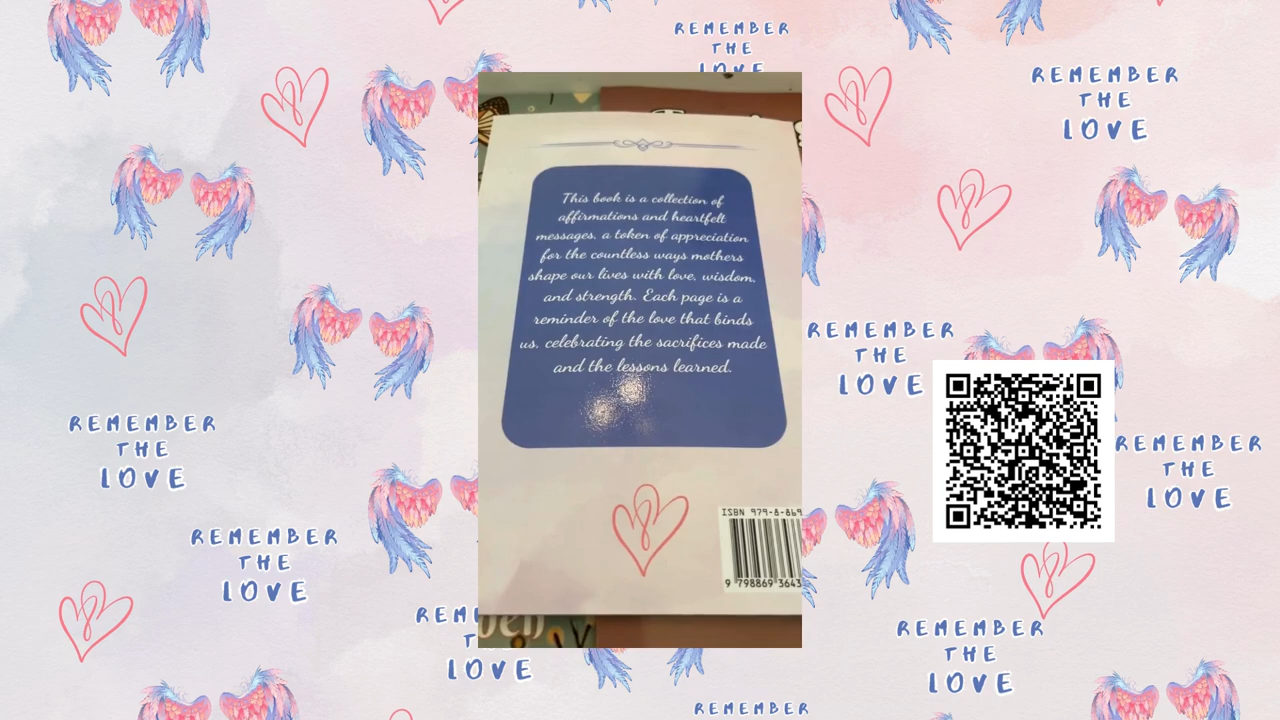 REMEMBER
THE
LOVE
REMEMBER
THE
LOVE
This book is a collection of
affirmations and heartfelt
messages, a token of appreciation
for the countless ways mothers
shape our lives with love, wisdom,
and strength. Each page is a
reminder of the love that binds
us, celebrating the sacrifices made
and the lessons learned.
ISBN 979-8-869
9 798869 3643
REMEMBER
THE
LOVE
REMEMBER
THE
LOVE
REMEMBER
THE
LOVE
REMEMBER
THE
LOVE
REMEMBER
THE
LOVE
LOVE
REMEMBER